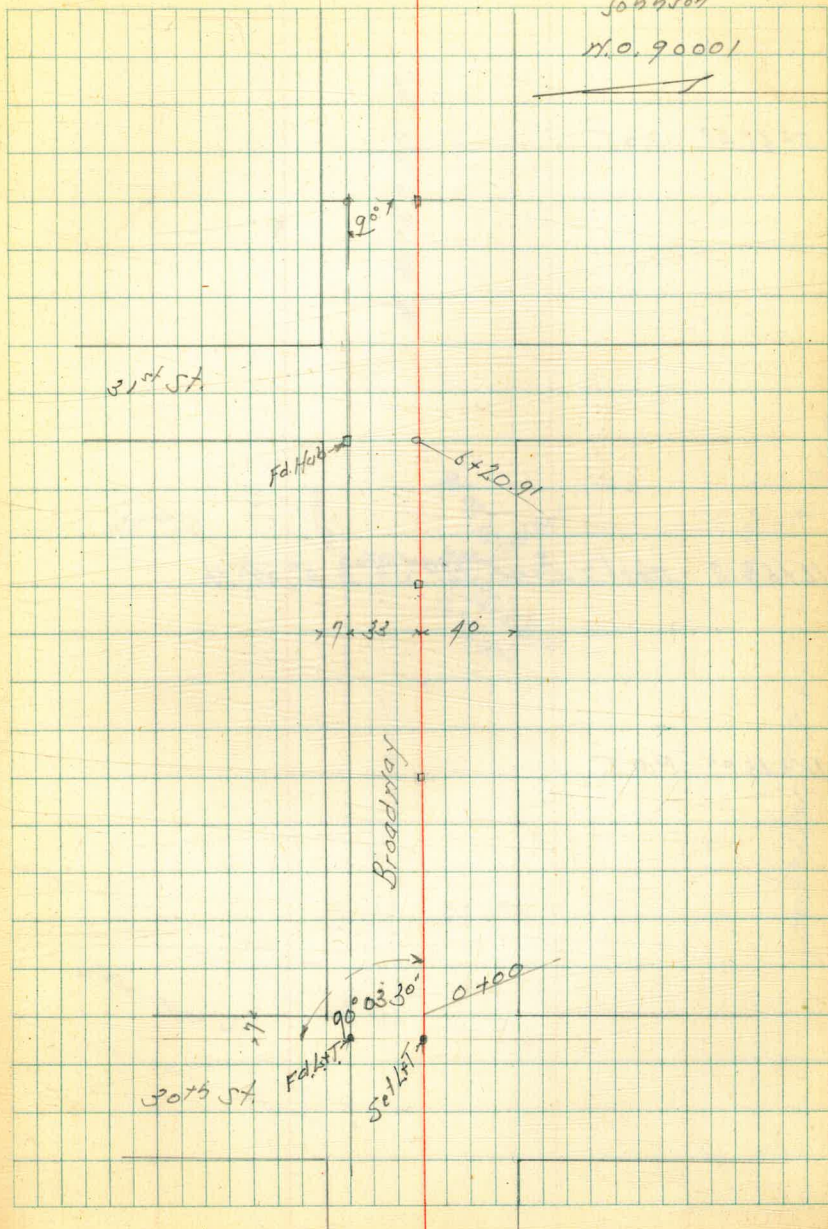 Johnson
W.O. 90001
90°
31st St.
Fd. Hub
6+20.91
7 33 40
Broadway
0+00
90° 03' 30"
7
Fd. L+T.
Set L+T
30th St.